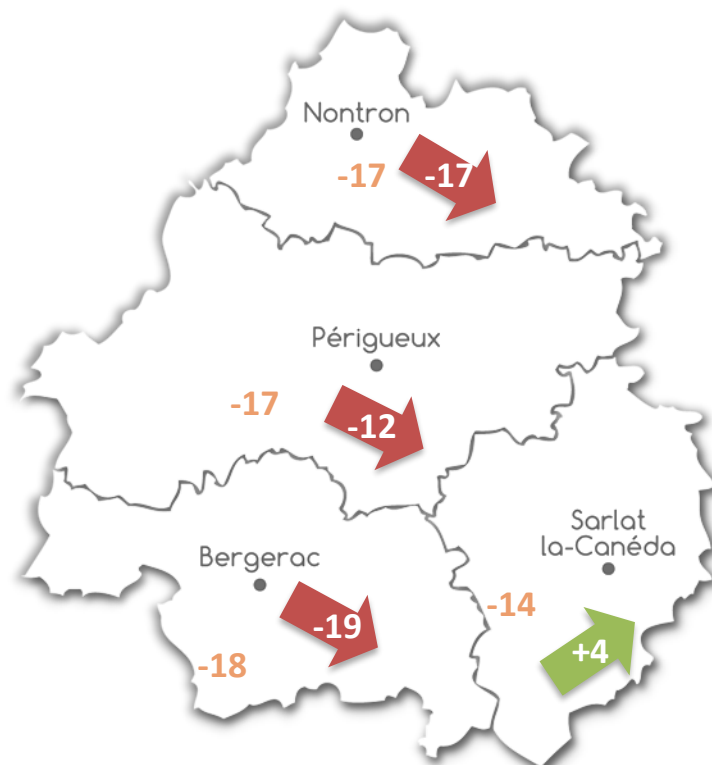 Nontron
-17
-17
Périgueux
-17
-12
Sarlat
la-Canéda
Bergerac
-14
-19
+4
-18